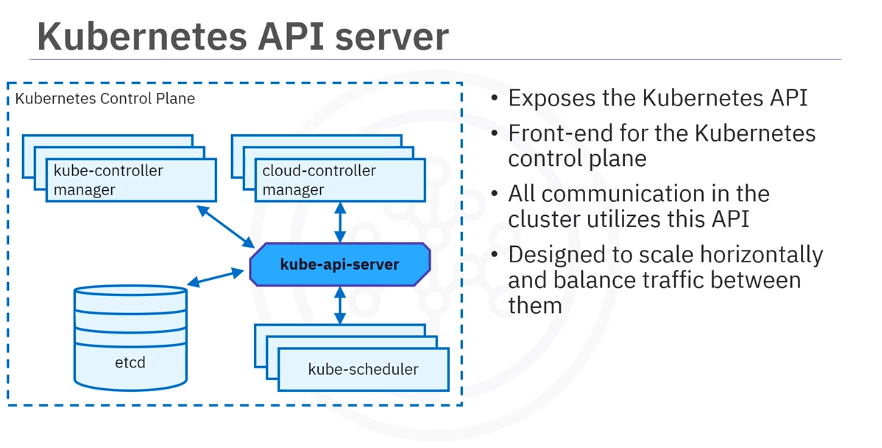 Kubernetes API server
Kubernetes Control Plane
kube-controller
manager
cloud-controller
manager
kube-api-server
etcd
kube-scheduler
• Exposes the Kubernetes API
• Front-end for the Kubernetes
control plane
• All communication in the
cluster utilizes this API
• Designed to scale horizontally
and balance traffic between
them